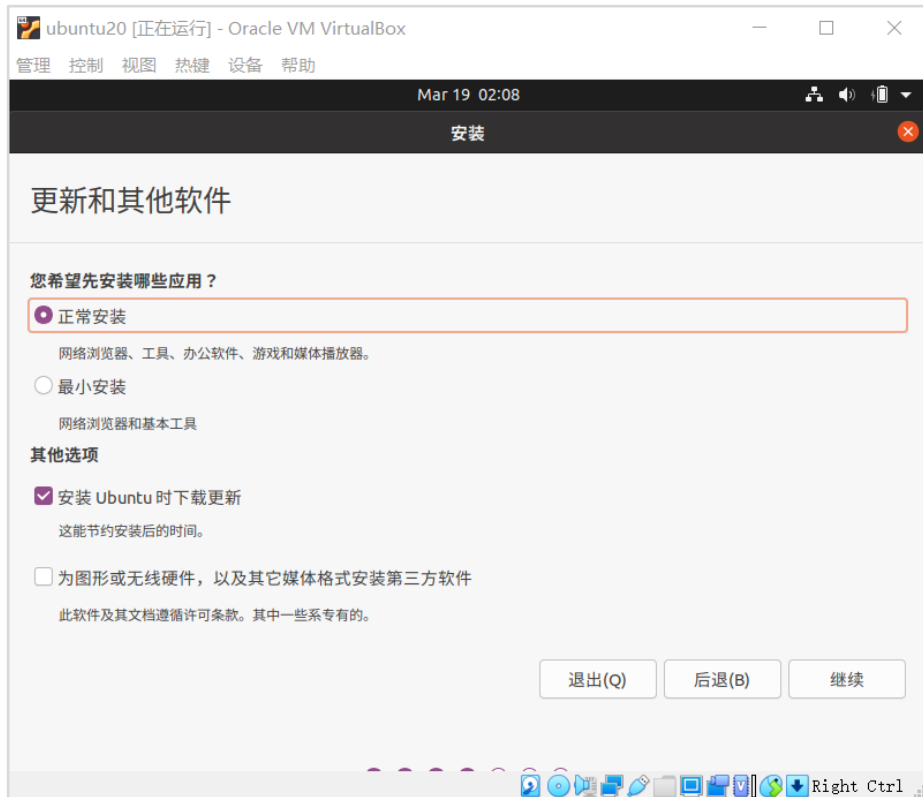 ubuntu20 [正在运行] - Oracle VM VirtualBox
管理 控制 视图 热键 设备 帮助
Mar 19 02:08
安装
更新和其他软件
您希望先安装哪些应用？
正常安装
网络浏览器、工具、办公软件、游戏和媒体播放器。
最小安装
网络浏览器和基本工具
其他选项
安装 Ubuntu 时下载更新
这能节约安装后的时间。
为图形或无线硬件，以及其它媒体格式安装第三方软件
此软件及其文档遵循许可条款。其中一些系专有的。
退出(Q) 后退(B) 继续
Right Ctrl